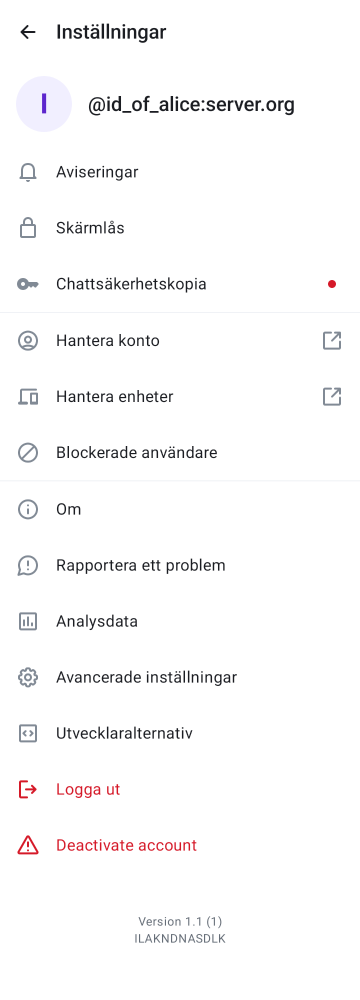 Inställningar
I
@id_of_alice:server.org
Aviseringar
Skärmlås
Chattsäkerhetskopia
Hantera konto
Hantera enheter
Blockerade användare
Om
Rapportera ett problem
Analysdata
Avancerade inställningar
Utvecklaralternativ
Logga ut
Deactivate account
Version 1.1 (1)
ILAKNDNASDLK